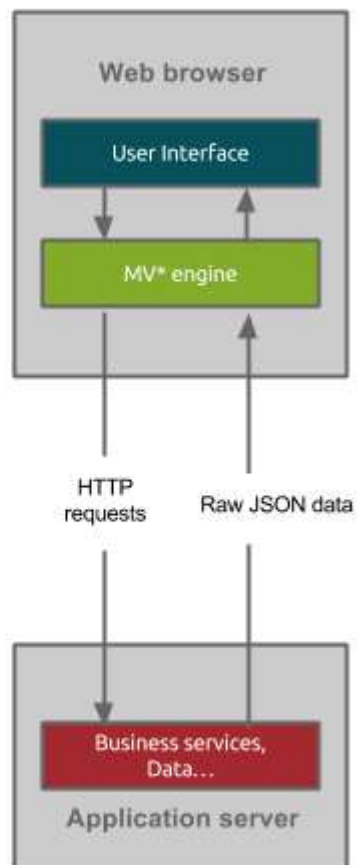 Web browser
User Interface
MV* engine
HTTP
requests
Raw JSON data
Business services,
Data...
Application server